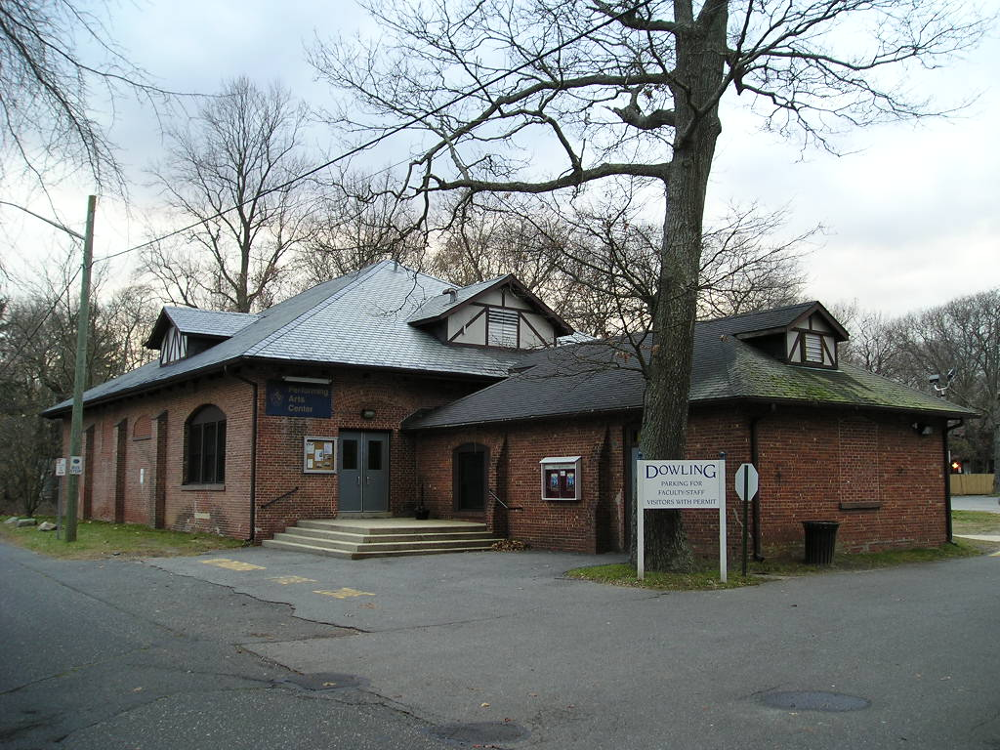 Performing
Arts
Center
DOWLING
PARKING FOR
FACULTY/STAFF
VISITORS WITH PERMIT